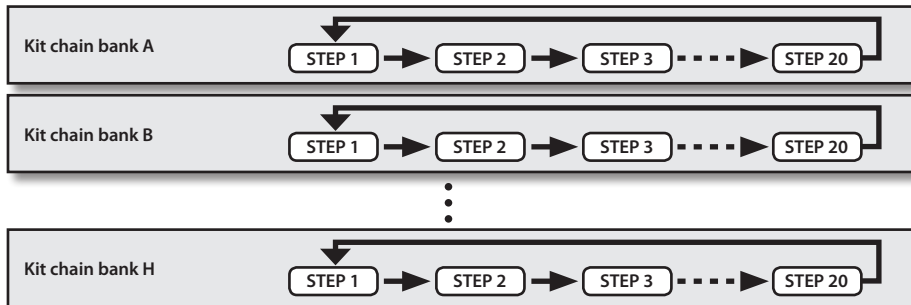 Kit chain bank A
STEP 1 STEP 2 STEP 3 STEP 20
Kit chain bank B
STEP 1 STEP 2 STEP 3 STEP 20
Kit chain bank H
STEP 1 STEP 2 STEP 3 STEP 20